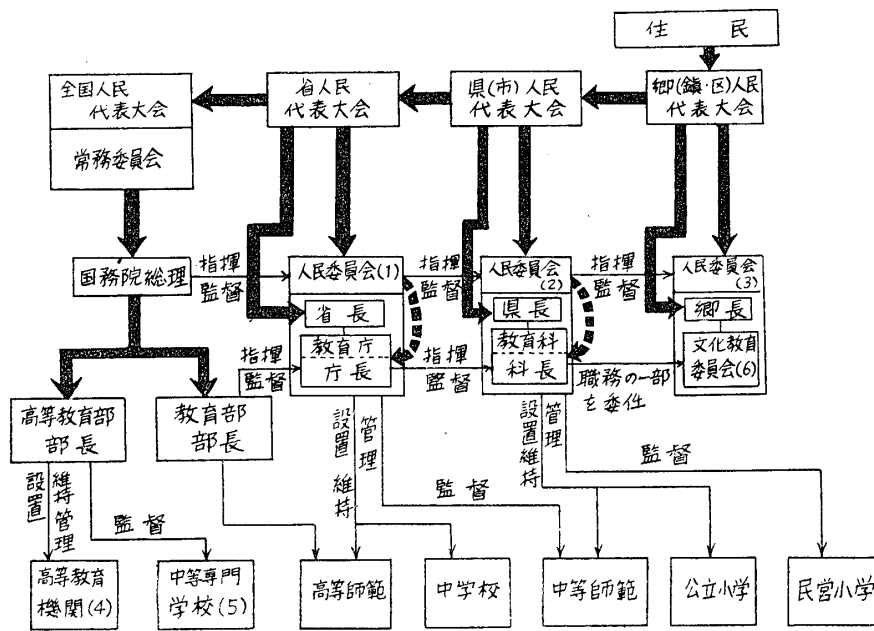 住民
全国人民
代表大会
常務委員会
省人民
代表大会
県(市)人民
代表大会
郷(鎮・区)人民
代表大会
国務院総理
指揮
監督
人民委員会(1)
指揮
監督
人民委員会
(2)
指揮
監督
人民委員会
(3)
省長
県長
郷長
指揮
監督
教育庁
庁長
指揮
監督
教育科
科長
職務の一部
を委任
文化教育
委員会(6)
高等教育部
部長
教育部
部長
設置
維持管理
監督
設置
維持
管理
監督
設置維持
管理
監督
高等教育
機関(4)
中等専門
学校(5)
高等師範
中学校
中等師範
公立小学
民営小学